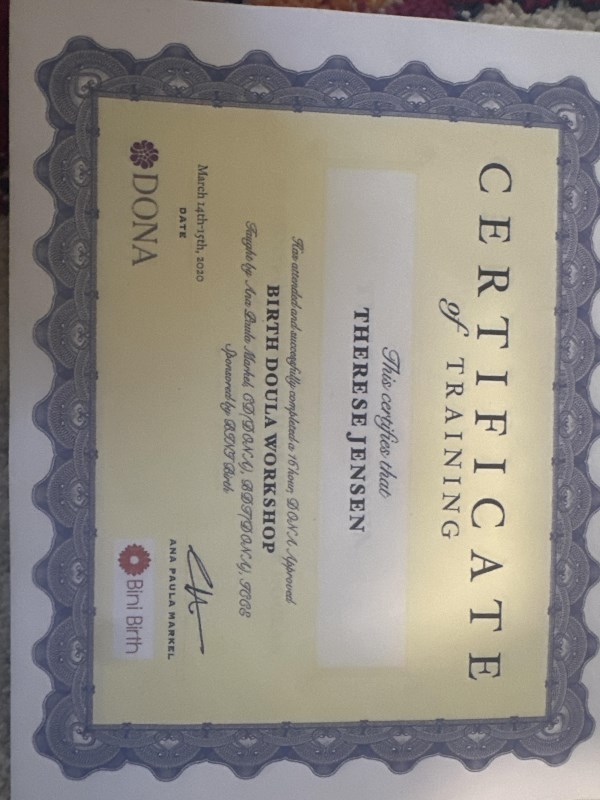 CERTIFICATE
of TRAINING
This certifies that
THERESE JENSEN
Has attended and successfully completed a 16 hour, DONA Approved
BIRTH DOULA WORKSHOP
Taught by Ana Paula Markel, CD(DONA), BDT(DONA), ICCE
Sponsored by BINI Birth
March 14th-15th, 2020
DATE
ANA PAULA MARKEL
DONA
Bini Birth